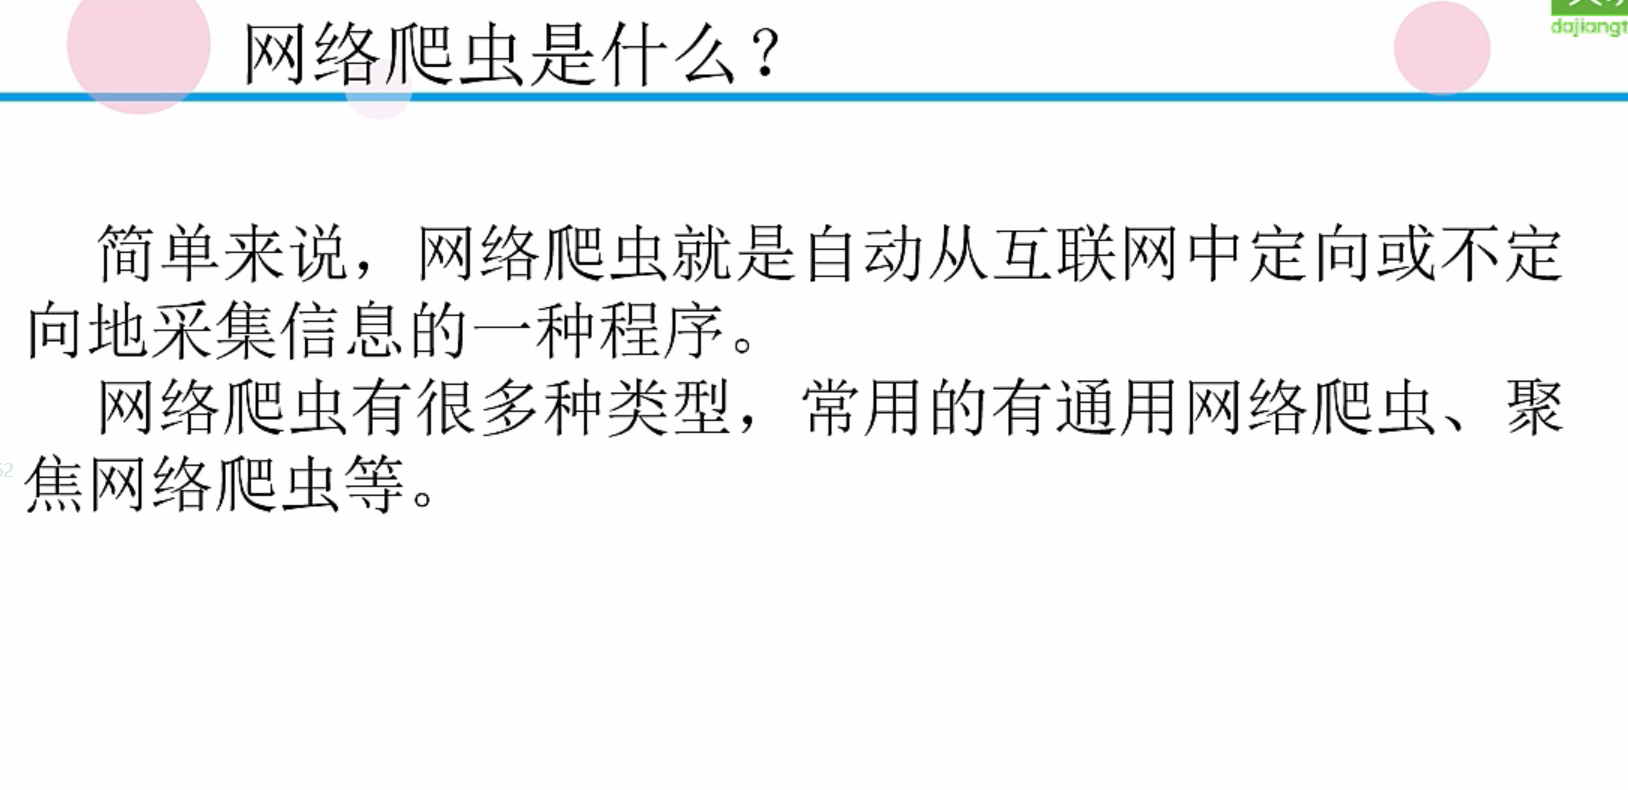 网络爬虫是什么？
简单来说，网络爬虫就是自动从互联网中定向或不定
向地采集信息的一种程序。
网络爬虫有很多种类型，常用的有通用网络爬虫、聚
焦网络爬虫等。